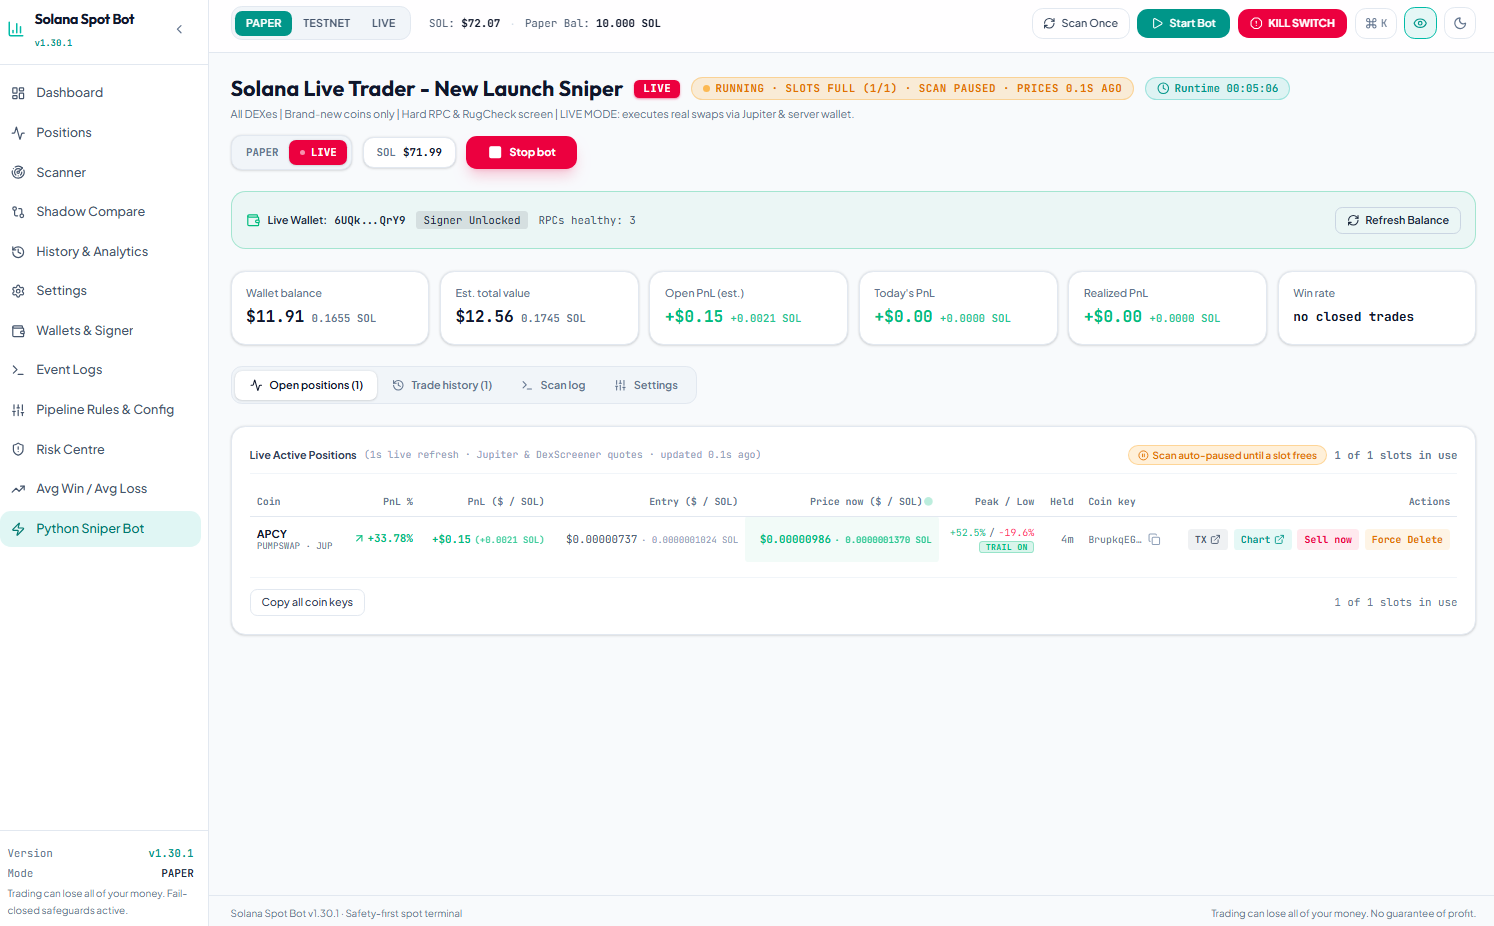 Solana Spot Bot
v1.30.1
Dashboard
Positions
Scanner
Shadow Compare
History & Analytics
Settings
Wallets & Signer
Event Logs
Pipeline Rules & Config
Risk Centre
Avg Win / Avg Loss
Python Sniper Bot
Version v1.30.1
Mode PAPER
Trading can lose all of your money. Fail-
closed safeguards active.
PAPER TESTNET LIVE SOL: $72.07 · Paper Bal: 10.000 SOL Scan Once Start Bot KILL SWITCH ⌘ K
Solana Live Trader - New Launch Sniper LIVE RUNNING · SLOTS FULL (1/1) · SCAN PAUSED · PRICES 0.1S AGO Runtime 00:05:06
All DEXes | Brand-new coins only | Hard RPC & RugCheck screen | LIVE MODE: executes real swaps via Jupiter & server wallet.
PAPER LIVE SOL $71.99 Stop bot
Live Wallet: 6UQk...QrY9 Signer Unlocked RPCs healthy: 3 Refresh Balance
Wallet balance
$11.91 0.1655 SOL
Est. total value
$12.56 0.1745 SOL
Open PnL (est.)
+$0.15 +0.0021 SOL
Today's PnL
+$0.00 +0.0000 SOL
Realized PnL
+$0.00 +0.0000 SOL
Win rate
no closed trades
Open positions (1) Trade history (1) Scan log Settings
Live Active Positions (1s live refresh · Jupiter & DexScreener quotes · updated 0.1s ago) Scan auto-paused until a slot frees 1 of 1 slots in use
Coin PnL % PnL ($ / SOL) Entry ($ / SOL) Price now ($ / SOL) Peak / Low Held Coin key Actions
APCY
PUMPSWAP · JUP
+33.78% +$0.15 (+0.0021 SOL) $0.00000737 · 0.0000001024 SOL $0.00000986 · 0.0000001370 SOL
+52.5% / -19.6%
TRAIL ON
4m BrupkqEG… TX Chart Sell now Force Delete
Copy all coin keys 1 of 1 slots in use
Solana Spot Bot v1.30.1 · Safety-first spot terminal Trading can lose all of your money. No guarantee of profit.